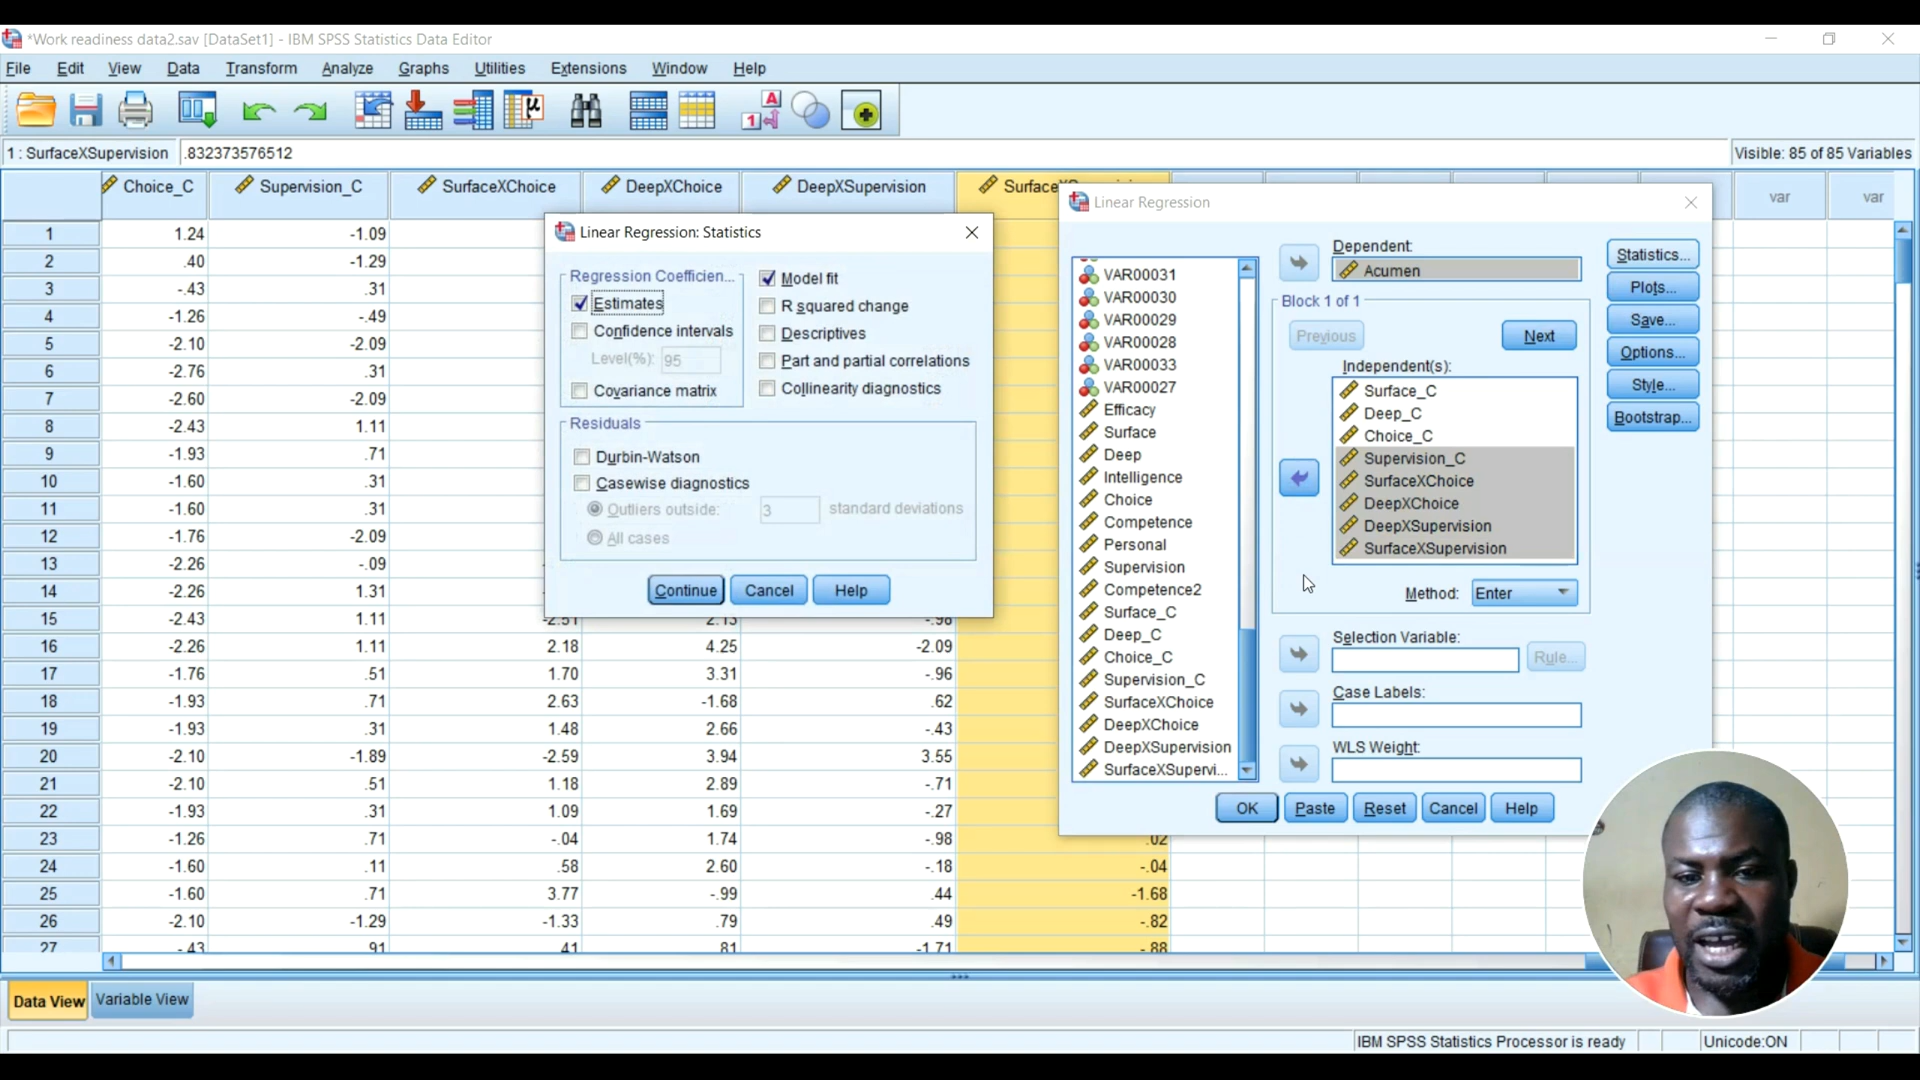 *Work readiness data2.sav [DataSet1] - IBM SPSS Statistics Data Editor
File Edit View Data Transform Analyze Graphs Utilities Extensions Window Help
1 : SurfaceXSupervision .832373576512 Visible: 85 of 85 Variables
Choice_C Supervision_C SurfaceXChoice DeepXChoice DeepXSupervision var var
1 1.24 -1.09
2 .40 -1.29
3 -.43 .31
4 -1.26 -.49
5 -2.10 -2.09
6 -2.76 .31
7 -2.60 -2.09
8 -2.43 1.11
9 -1.93 .71
10 -1.60 .31
11 -1.60 .31
12 -1.76 -2.09
13 -2.26 -.09
14 -2.26 1.31
15 -2.43 1.11 -2.51 2.13 -.98
16 -2.26 1.11 2.18 4.25 -2.09
17 -1.76 .51 1.70 3.31 -.96
18 -1.93 .71 2.63 -1.68 .62
19 -1.93 .31 1.48 2.66 -.43
20 -2.10 -1.89 -2.59 3.94 3.55
21 -2.10 .51 1.18 2.89 -.71
22 -1.93 .31 1.09 1.69 -.27
23 -1.26 .71 -.04 1.74 -.98 .02
24 -1.60 .11 .58 2.60 -.18 -.04
25 -1.60 .71 3.77 -.99 .44 -1.68
26 -2.10 -1.29 -1.33 .79 .49 -.82
27 -.43 .91 .41 .81 -1.71 -.88
Linear Regression: Statistics
Regression Coefficien...
Estimates
Confidence intervals
Level(%): 95
Covariance matrix
Model fit
R squared change
Descriptives
Part and partial correlations
Collinearity diagnostics
Residuals
Durbin-Watson
Casewise diagnostics
Outliers outside: 3 standard deviations
All cases
Continue Cancel Help
Linear Regression
VAR00031
VAR00030
VAR00029
VAR00028
VAR00033
VAR00027
Efficacy
Surface
Deep
Intelligence
Choice
Competence
Personal
Supervision
Competence2
Surface_C
Deep_C
Choice_C
Supervision_C
SurfaceXChoice
DeepXChoice
DeepXSupervision
SurfaceXSupervi...
Dependent:
Acumen
Block 1 of 1
Previous Next
Independent(s):
Surface_C
Deep_C
Choice_C
Supervision_C
SurfaceXChoice
DeepXChoice
DeepXSupervision
SurfaceXSupervision
Method: Enter
Selection Variable:
Rule...
Case Labels:
WLS Weight:
Statistics...
Plots...
Save...
Options...
Style...
Bootstrap...
OK Paste Reset Cancel Help
Data View Variable View
IBM SPSS Statistics Processor is ready Unicode:ON